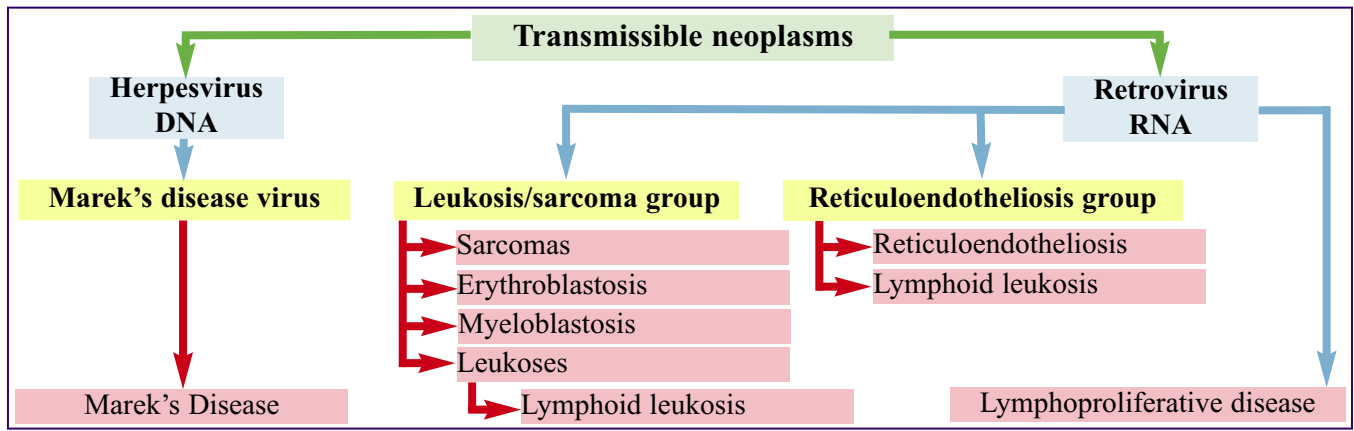 Transmissible neoplasms
Herpesvirus
DNA
Retrovirus
RNA
Marek’s disease virus
Leukosis/sarcoma group
Reticuloendotheliosis group
Sarcomas
Erythroblastosis
Myeloblastosis
Leukoses
Lymphoid leukosis
Reticuloendotheliosis
Lymphoid leukosis
Marek’s Disease
Lymphoproliferative disease